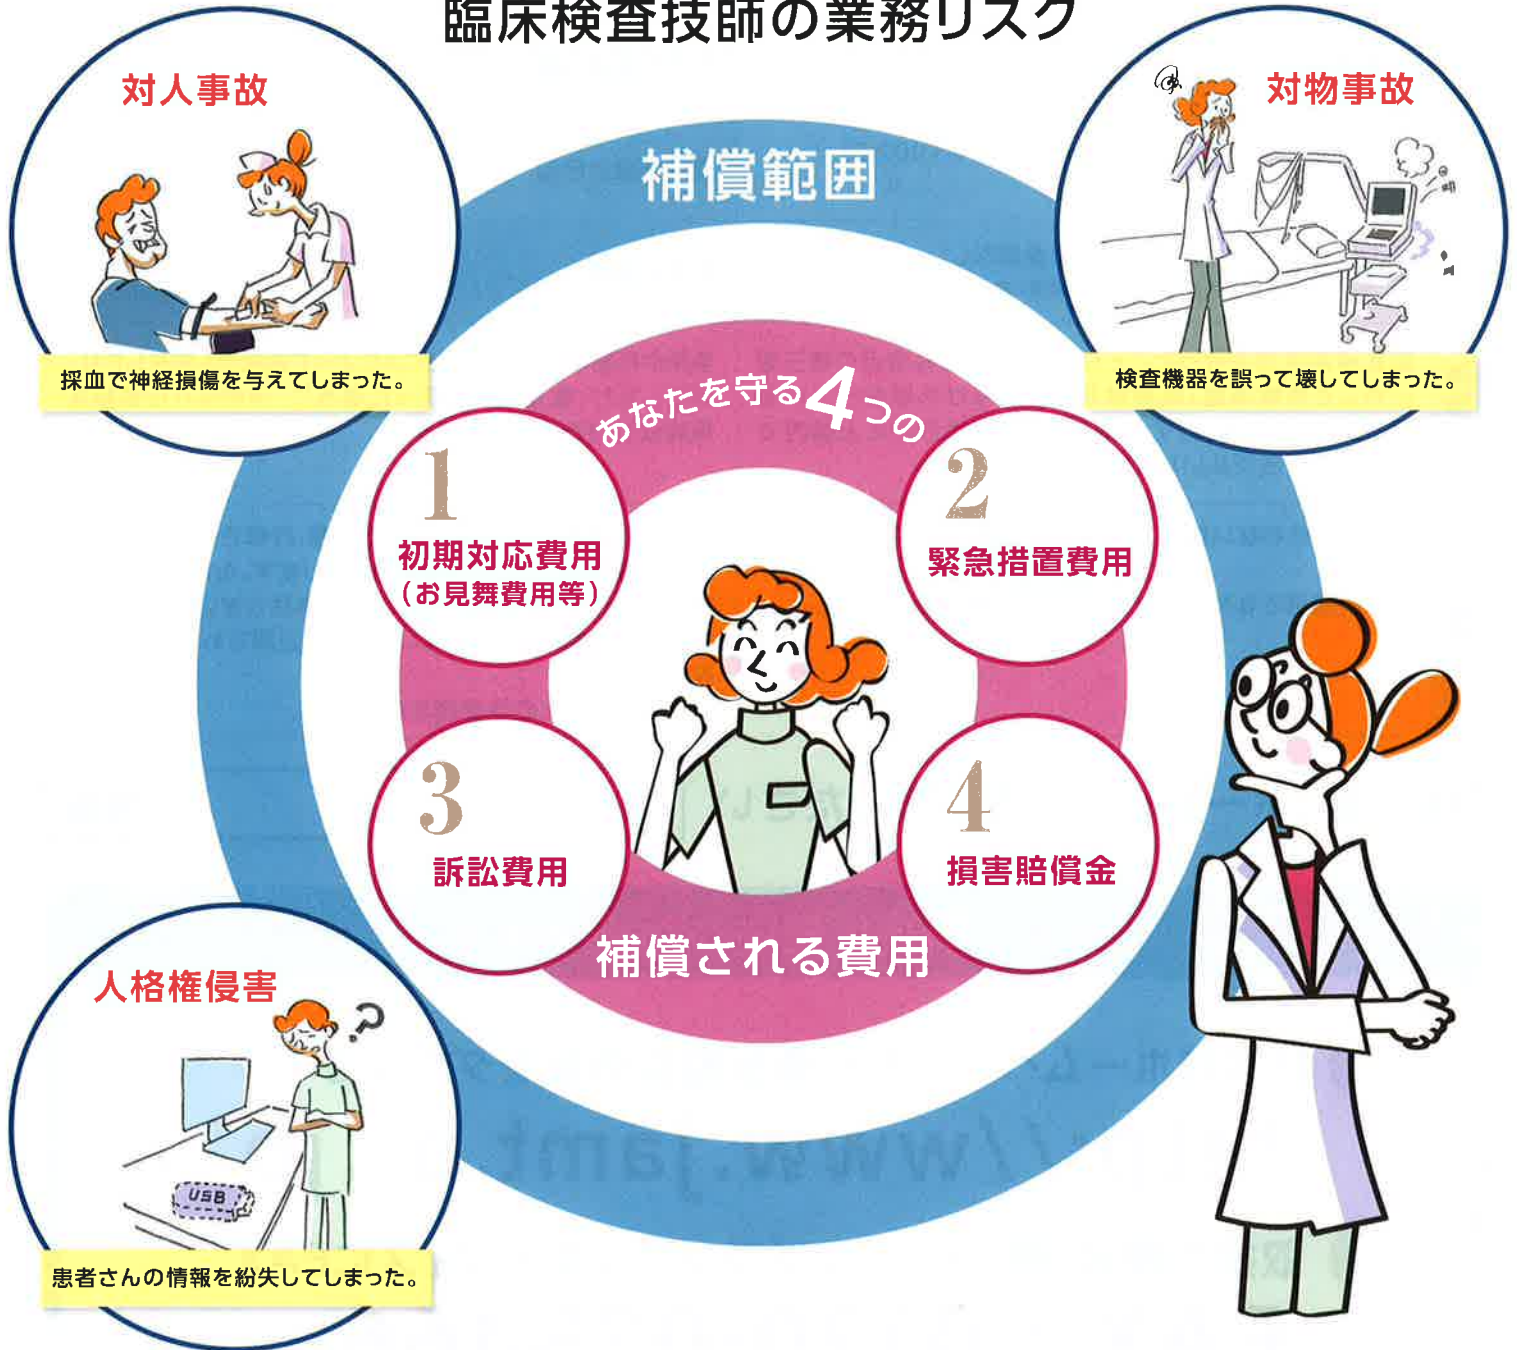 臨床検査技師の業務リスク
対人事故
対物事故
補償範囲
採血で神経損傷を与えてしまった。
検査機器を誤って壊してしまった。
あなたを守る4つの
1
初期対応費用
(お見舞費用等)
2
緊急措置費用
3
訴訟費用
4
損害賠償金
補償される費用
人格権侵害
USB
患者さんの情報を紛失してしまった。